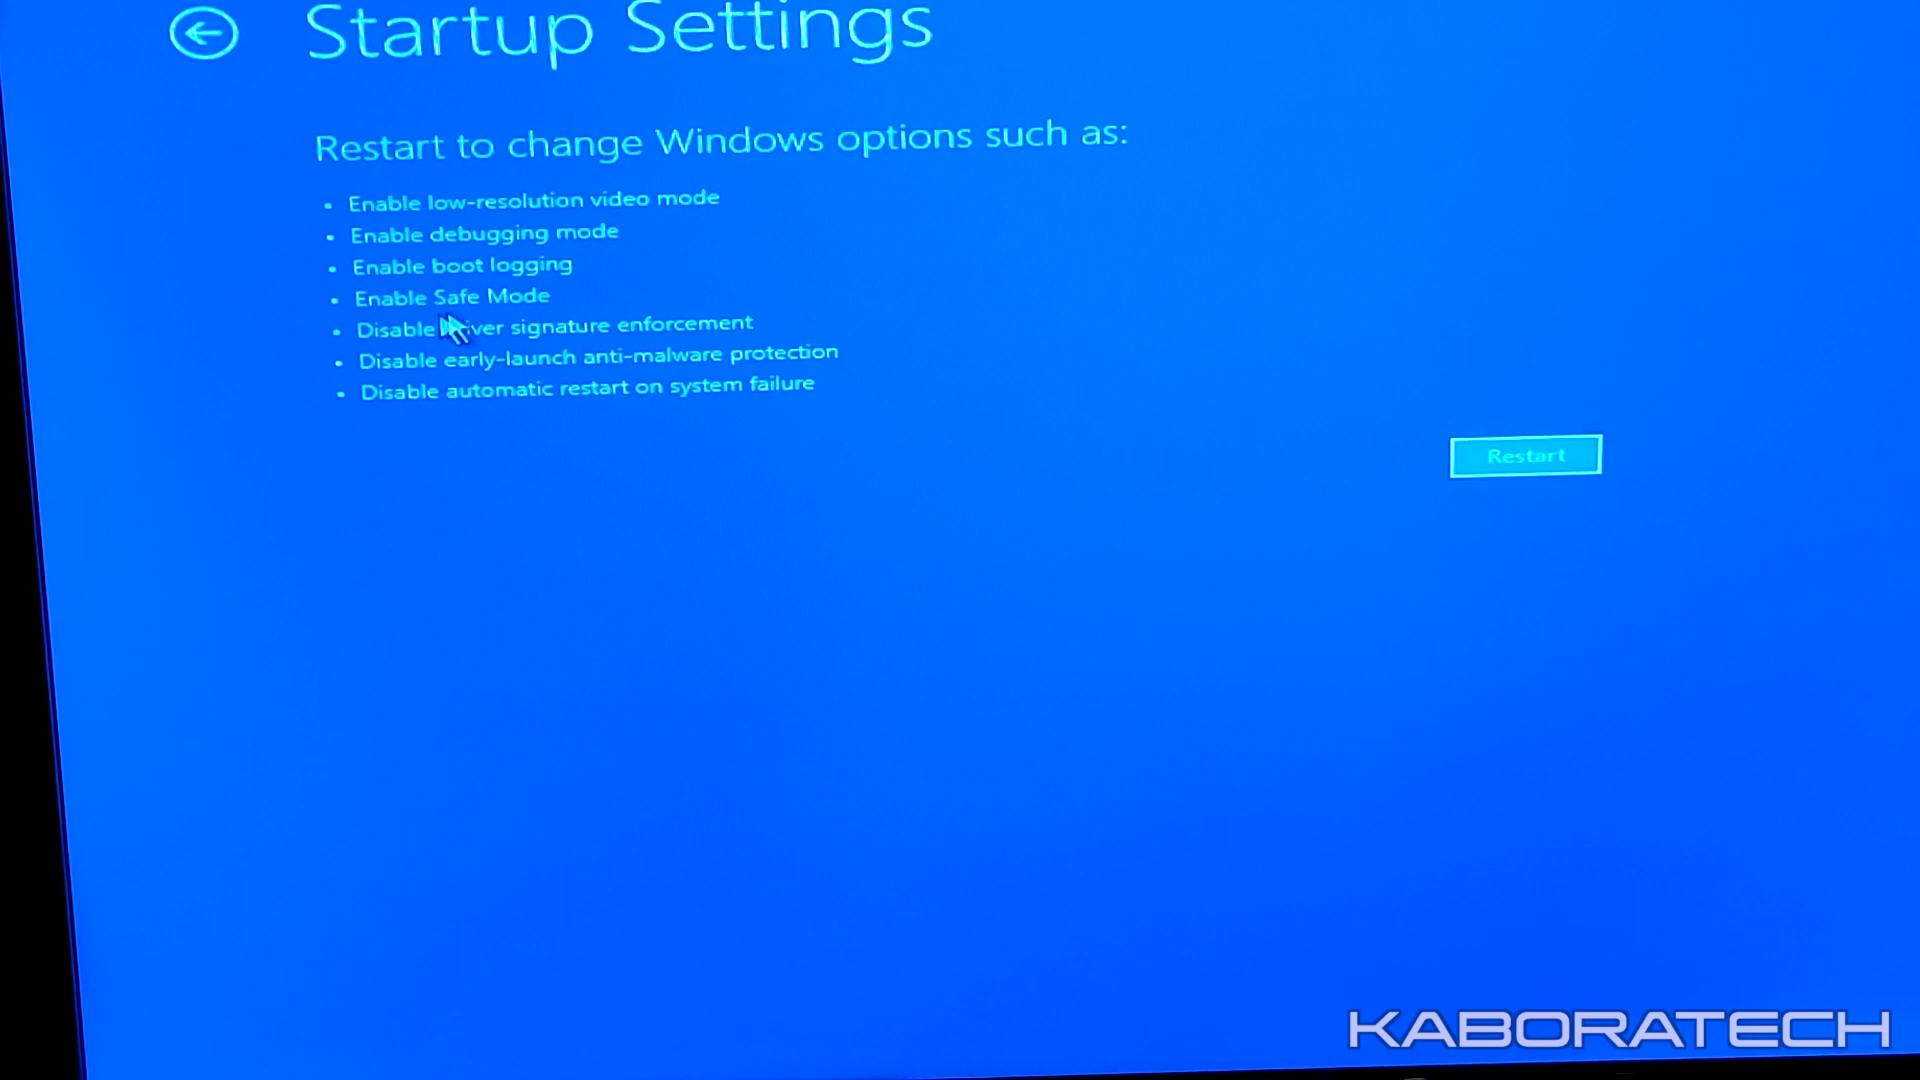 Startup Settings
Restart to change Windows options such as:
• Enable low-resolution video mode
• Enable debugging mode
• Enable boot logging
• Enable Safe Mode
• Disable driver signature enforcement
• Disable early-launch anti-malware protection
• Disable automatic restart on system failure
Restart
KABORATECH